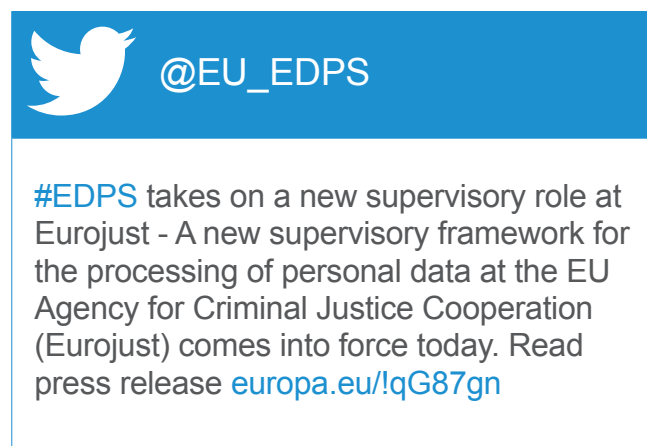 @EU_EDPS
#EDPS takes on a new supervisory role at
Eurojust - A new supervisory framework for
the processing of personal data at the EU
Agency for Criminal Justice Cooperation
(Eurojust) comes into force today. Read
press release europa.eu/!qG87gn